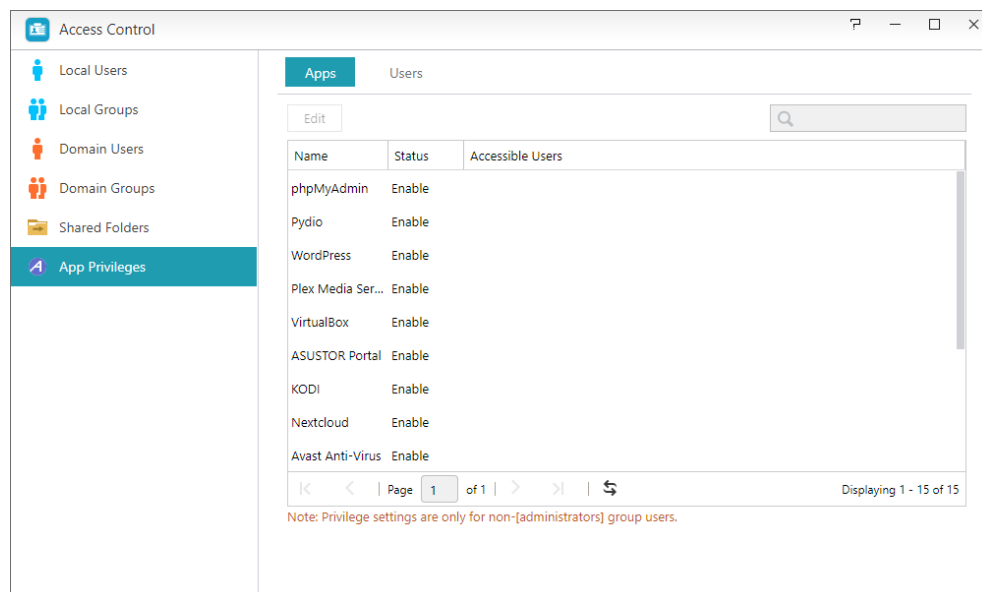 Access Control
Local Users
Local Groups
Domain Users
Domain Groups
Shared Folders
App Privileges
Apps Users
Edit
Name Status Accessible Users
phpMyAdmin Enable
Pydio Enable
WordPress Enable
Plex Media Ser... Enable
VirtualBox Enable
ASUSTOR Portal Enable
KODI Enable
Nextcloud Enable
Avast Anti-Virus Enable
Page 1 of 1 Displaying 1 - 15 of 15
Note: Privilege settings are only for non-[administrators] group users.